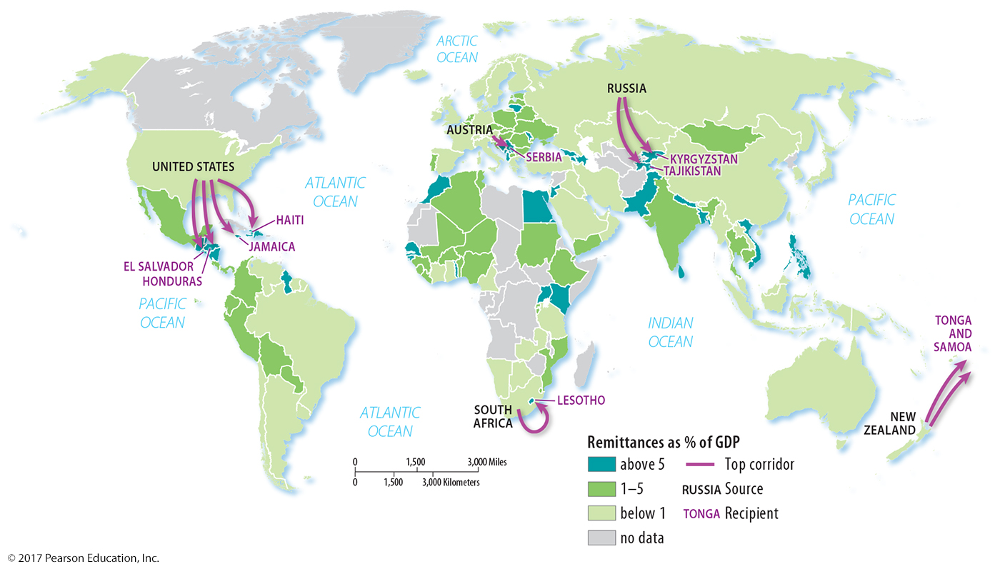 ARCTIC
OCEAN
RUSSIA
AUSTRIA
SERBIA
KYRGYZSTAN
TAJIKISTAN
UNITED STATES
ATLANTIC
OCEAN
PACIFIC
OCEAN
HAITI
JAMAICA
EL SALVADOR
HONDURAS
PACIFIC
OCEAN
INDIAN
OCEAN
TONGA
AND
SAMOA
ATLANTIC
OCEAN
SOUTH
AFRICA
LESOTHO
NEW
ZEALAND
0 1,500 3,000 Miles
0 1,500 3,000 Kilometers
Remittances as % of GDP
above 5
Top corridor
1–5
RUSSIA Source
below 1
TONGA Recipient
no data
© 2017 Pearson Education, Inc.